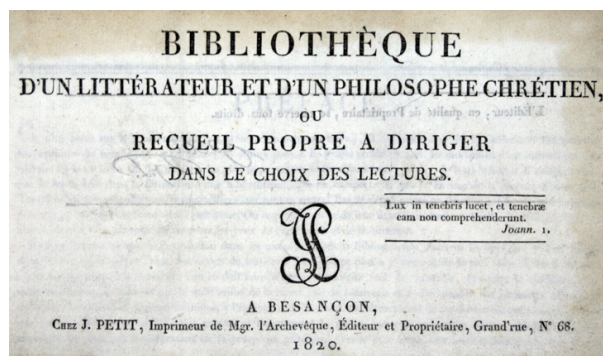 BIBLIOTHÈQUE
D'UN LITTÉRATEUR ET D'UN PHILOSOPHE CHRÉTIEN,
OU
RECUEIL PROPRE A DIRIGER
DANS LE CHOIX DES LECTURES.
Lux in tenebris lucet, et tenebræ
eam non comprehenderunt.
Joann. 1.
A BESANÇON,
Chez J. PETIT, Imprimeur de Mgr. l'Archevêque, Éditeur et Propriétaire, Grand'rue, N° 68.
1820.